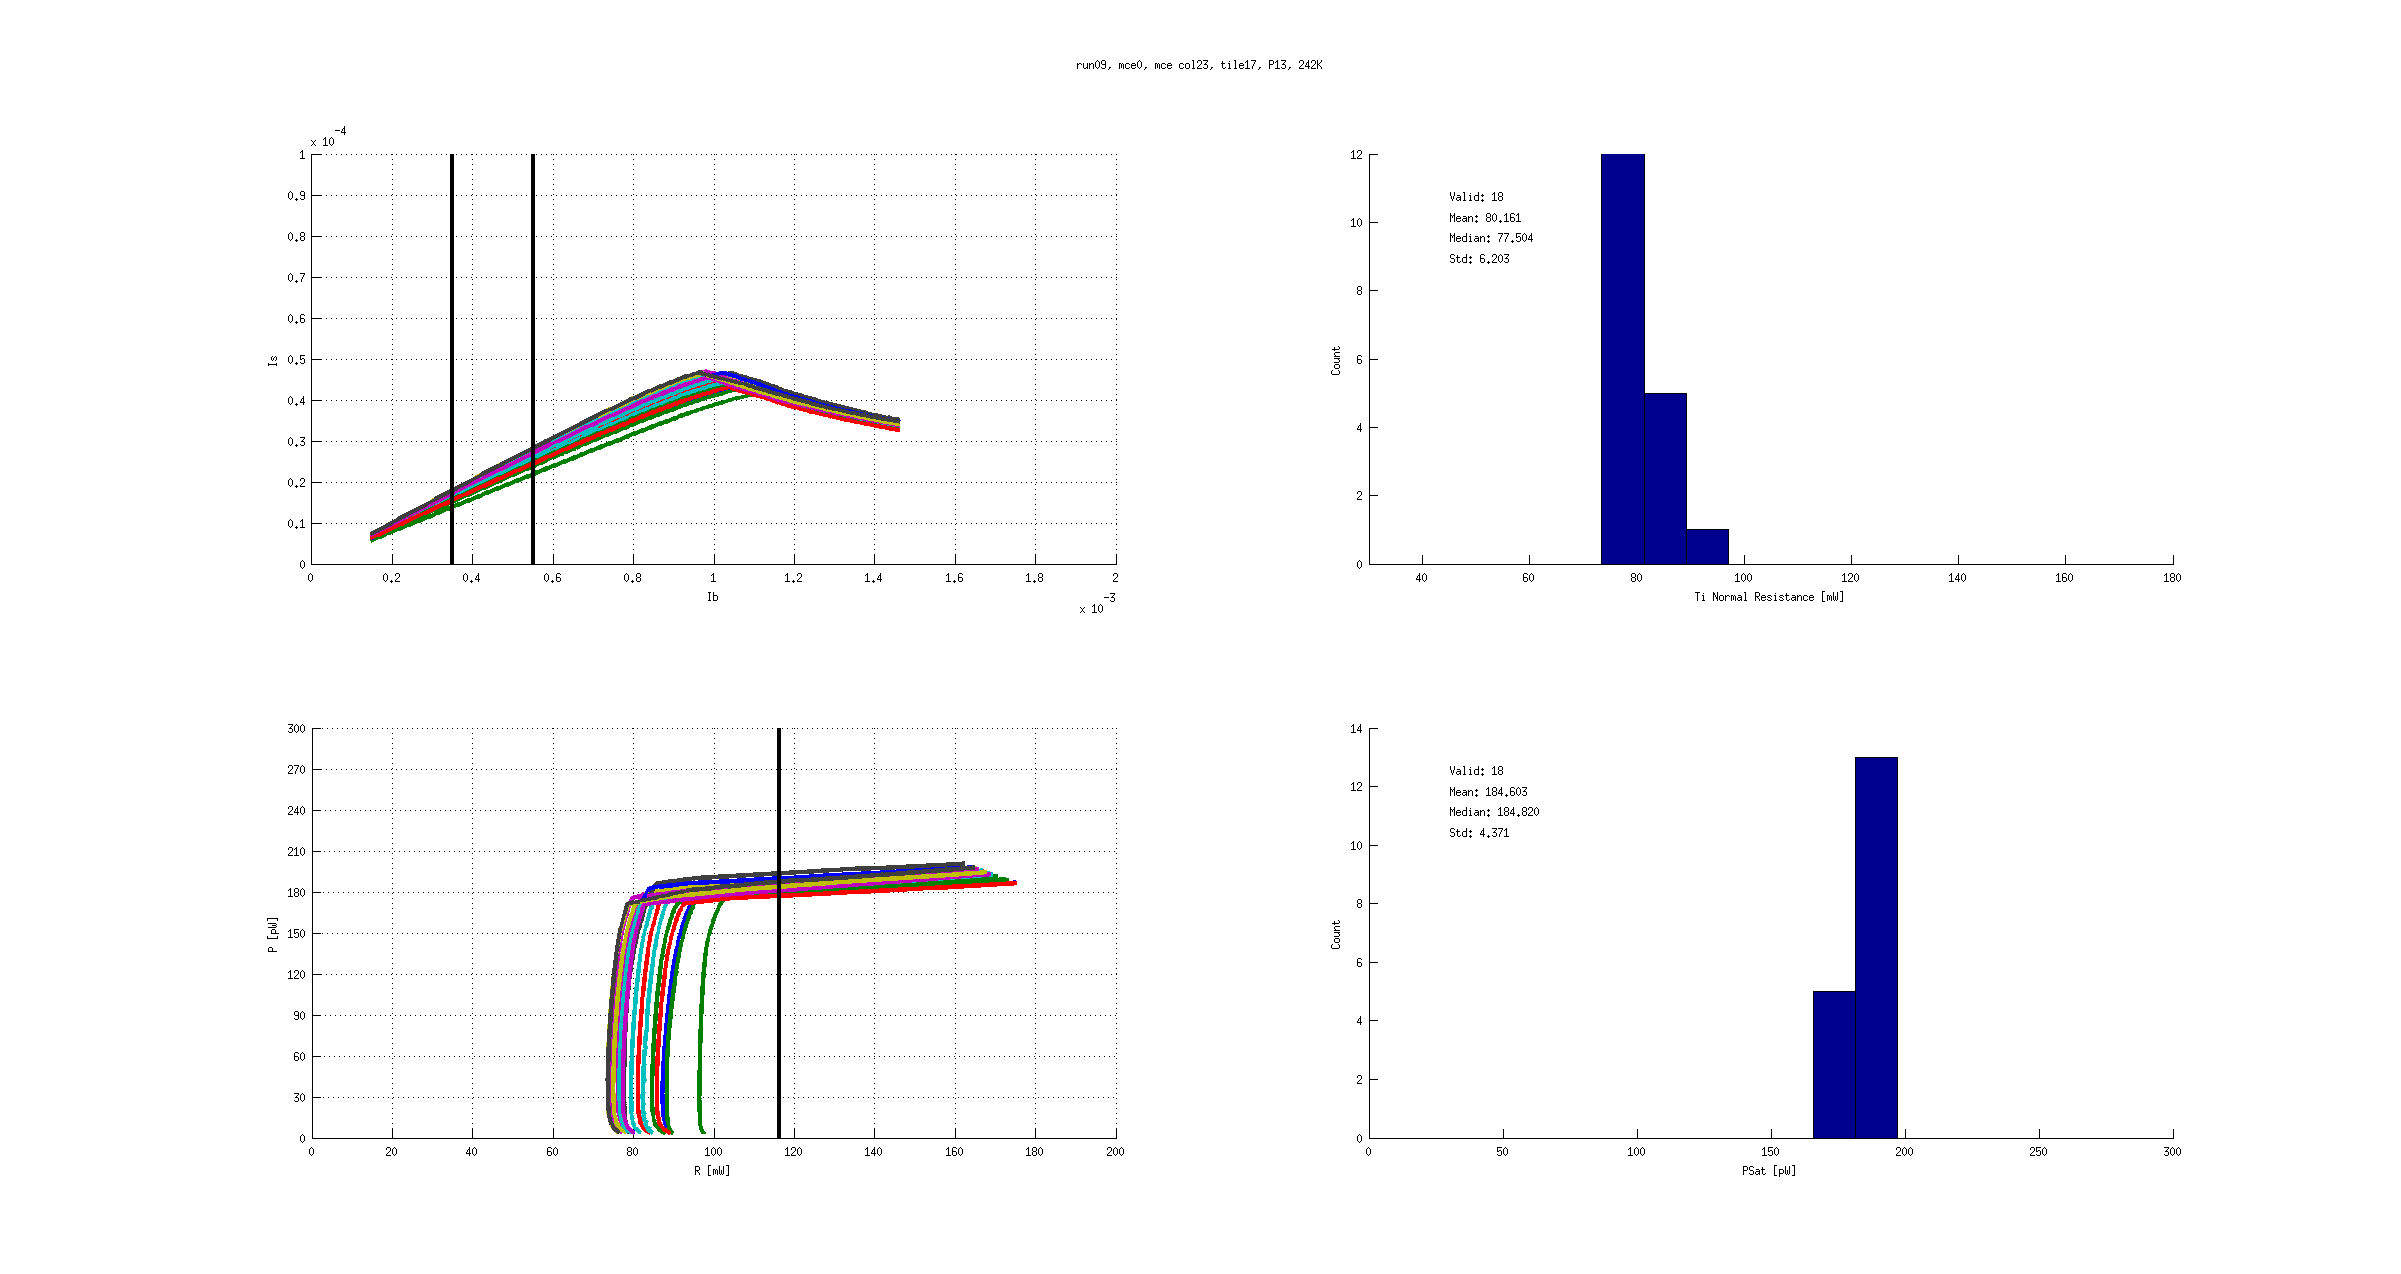 run09, mce0, mce col23, tile17, P13, 242K
x 10^-4
1
0.9
0.8
0.7
0.6
0.5
0.4
0.3
0.2
0.1
0
Is
0 0.2 0.4 0.6 0.8 1 1.2 1.4 1.6 1.8 2
Ib
x 10^-3
12
10
8
6
4
2
0
Count
Valid: 18
Mean: 80.161
Median: 77.504
Std: 6.203
40 60 80 100 120 140 160 180
Ti Normal Resistance [mW]
300
270
240
210
180
150
120
90
60
30
0
P [pW]
0 20 40 60 80 100 120 140 160 180 200
R [mW]
14
12
10
8
6
4
2
0
Count
Valid: 18
Mean: 184.603
Median: 184.820
Std: 4.371
0 50 100 150 200 250 300
PSat [pW]